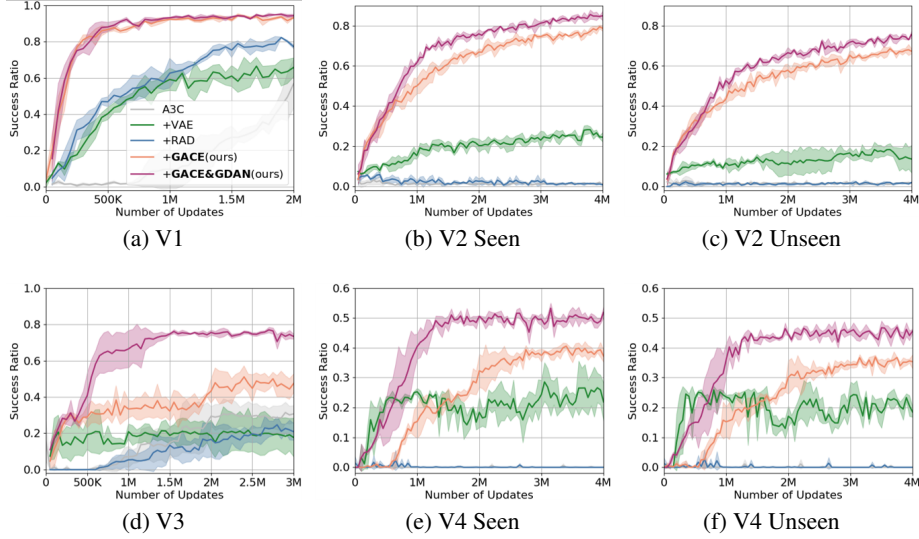 1.0
0.8
0.6
0.4
0.2
0.0
Success Ratio
A3C
+VAE
+RAD
+GACE(ours)
+GACE&GDAN(ours)
0 500K 1M 1.5M 2M
Number of Updates
(a) V1
1.0
0.8
0.6
0.4
0.2
0.0
Success Ratio
0 1M 2M 3M 4M
Number of Updates
(b) V2 Seen
1.0
0.8
0.6
0.4
0.2
0.0
Success Ratio
0 1M 2M 3M 4M
Number of Updates
(c) V2 Unseen
1.0
0.8
0.6
0.4
0.2
0.0
Success Ratio
0 500K 1M 1.5M 2M 2.5M 3M
Number of Updates
(d) V3
0.6
0.5
0.4
0.3
0.2
0.1
0.0
Success Ratio
0 1M 2M 3M 4M
Number of Updates
(e) V4 Seen
0.6
0.5
0.4
0.3
0.2
0.1
0.0
Success Ratio
0 1M 2M 3M 4M
Number of Updates
(f) V4 Unseen